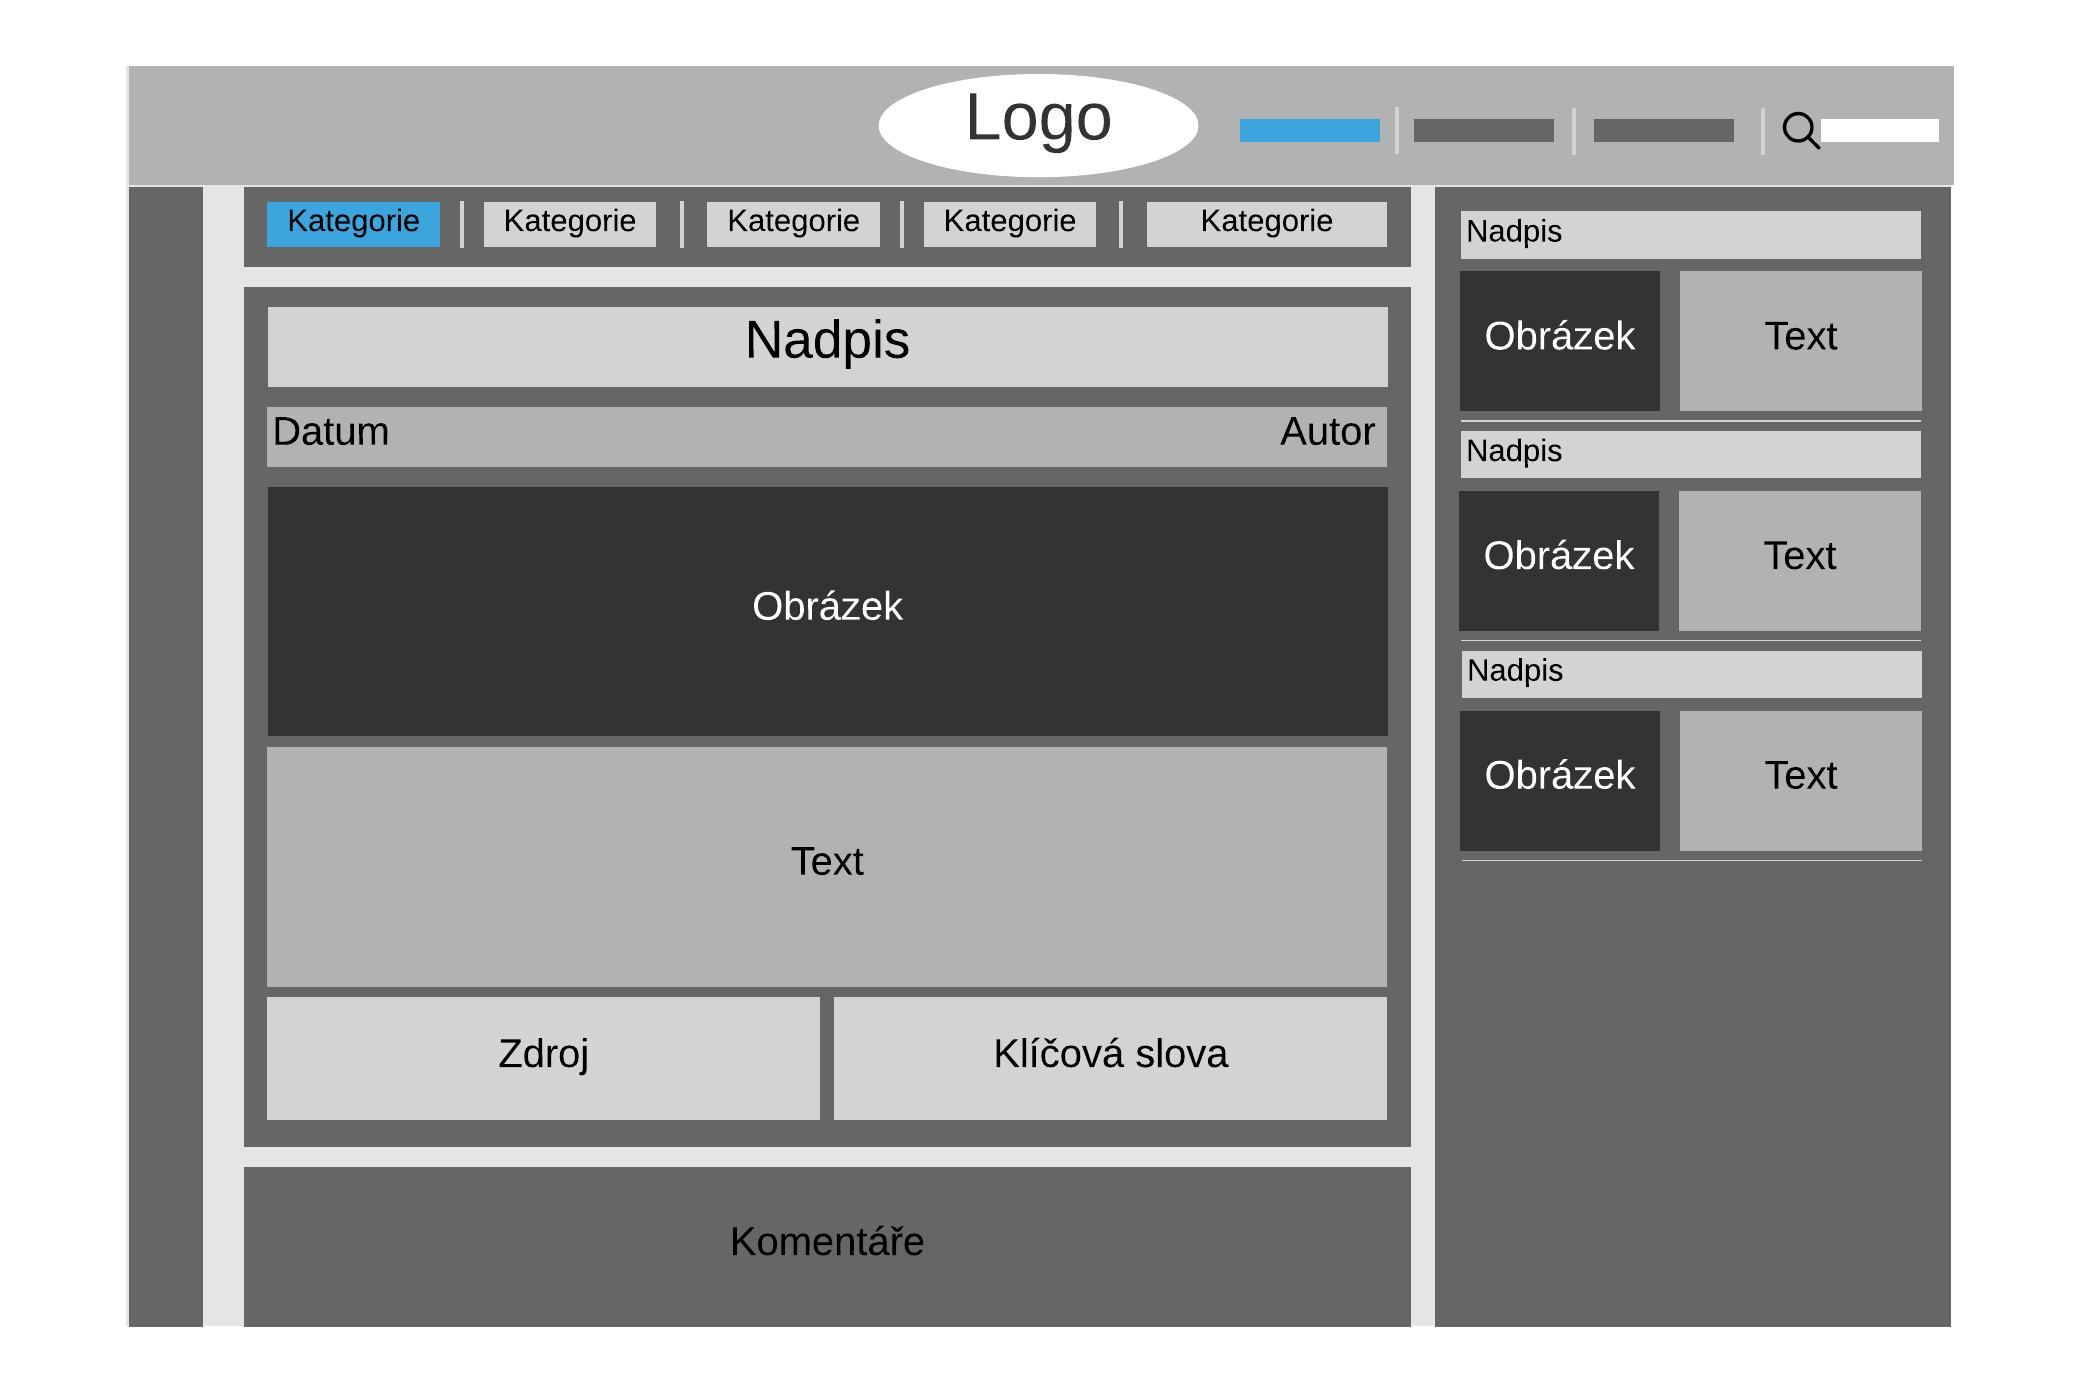 Logo
Kategorie Kategorie Kategorie Kategorie Kategorie
Nadpis
Datum Autor
Obrázek
Text
Zdroj Klíčová slova
Komentáře
Nadpis
Obrázek Text
Nadpis
Obrázek Text
Nadpis
Obrázek Text